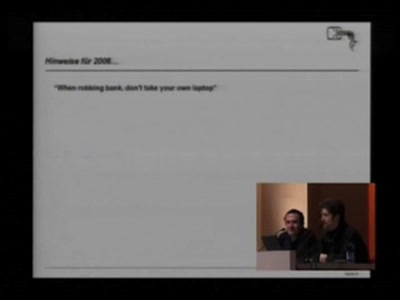 Hinweise für 2006...
"When robbing bank, don't take your own laptop"